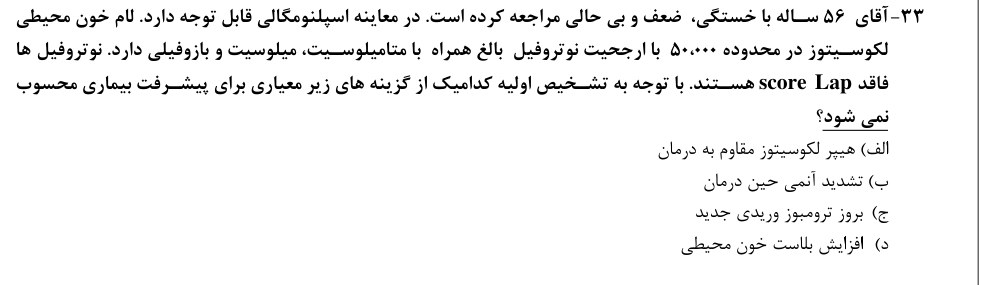 ۳۳-آقای ۵۶ ساله با خستگی، ضعف و بی حالی مراجعه کرده است. در معاینه اسپلنومگالی قابل توجه دارد. لام خون محیطی
لکوسیتوز در محدوده ۵۰،۰۰۰ با ارجحیت نوتروفیل بالغ همراه با متامیلوسیت، میلوسیت و بازوفیلی دارد. نوتروفیل ها
فاقد score Lap هستند. با توجه به تشخیص اولیه کدامیک از گزینه های زیر معیاری برای پیشرفت بیماری محسوب
نمی شود؟
الف) هیپر لکوسیتوز مقاوم به درمان
ب) تشدید آنمی حین درمان
ج) بروز ترومبوز وریدی جدید
د) افزایش بلاست خون محیطی